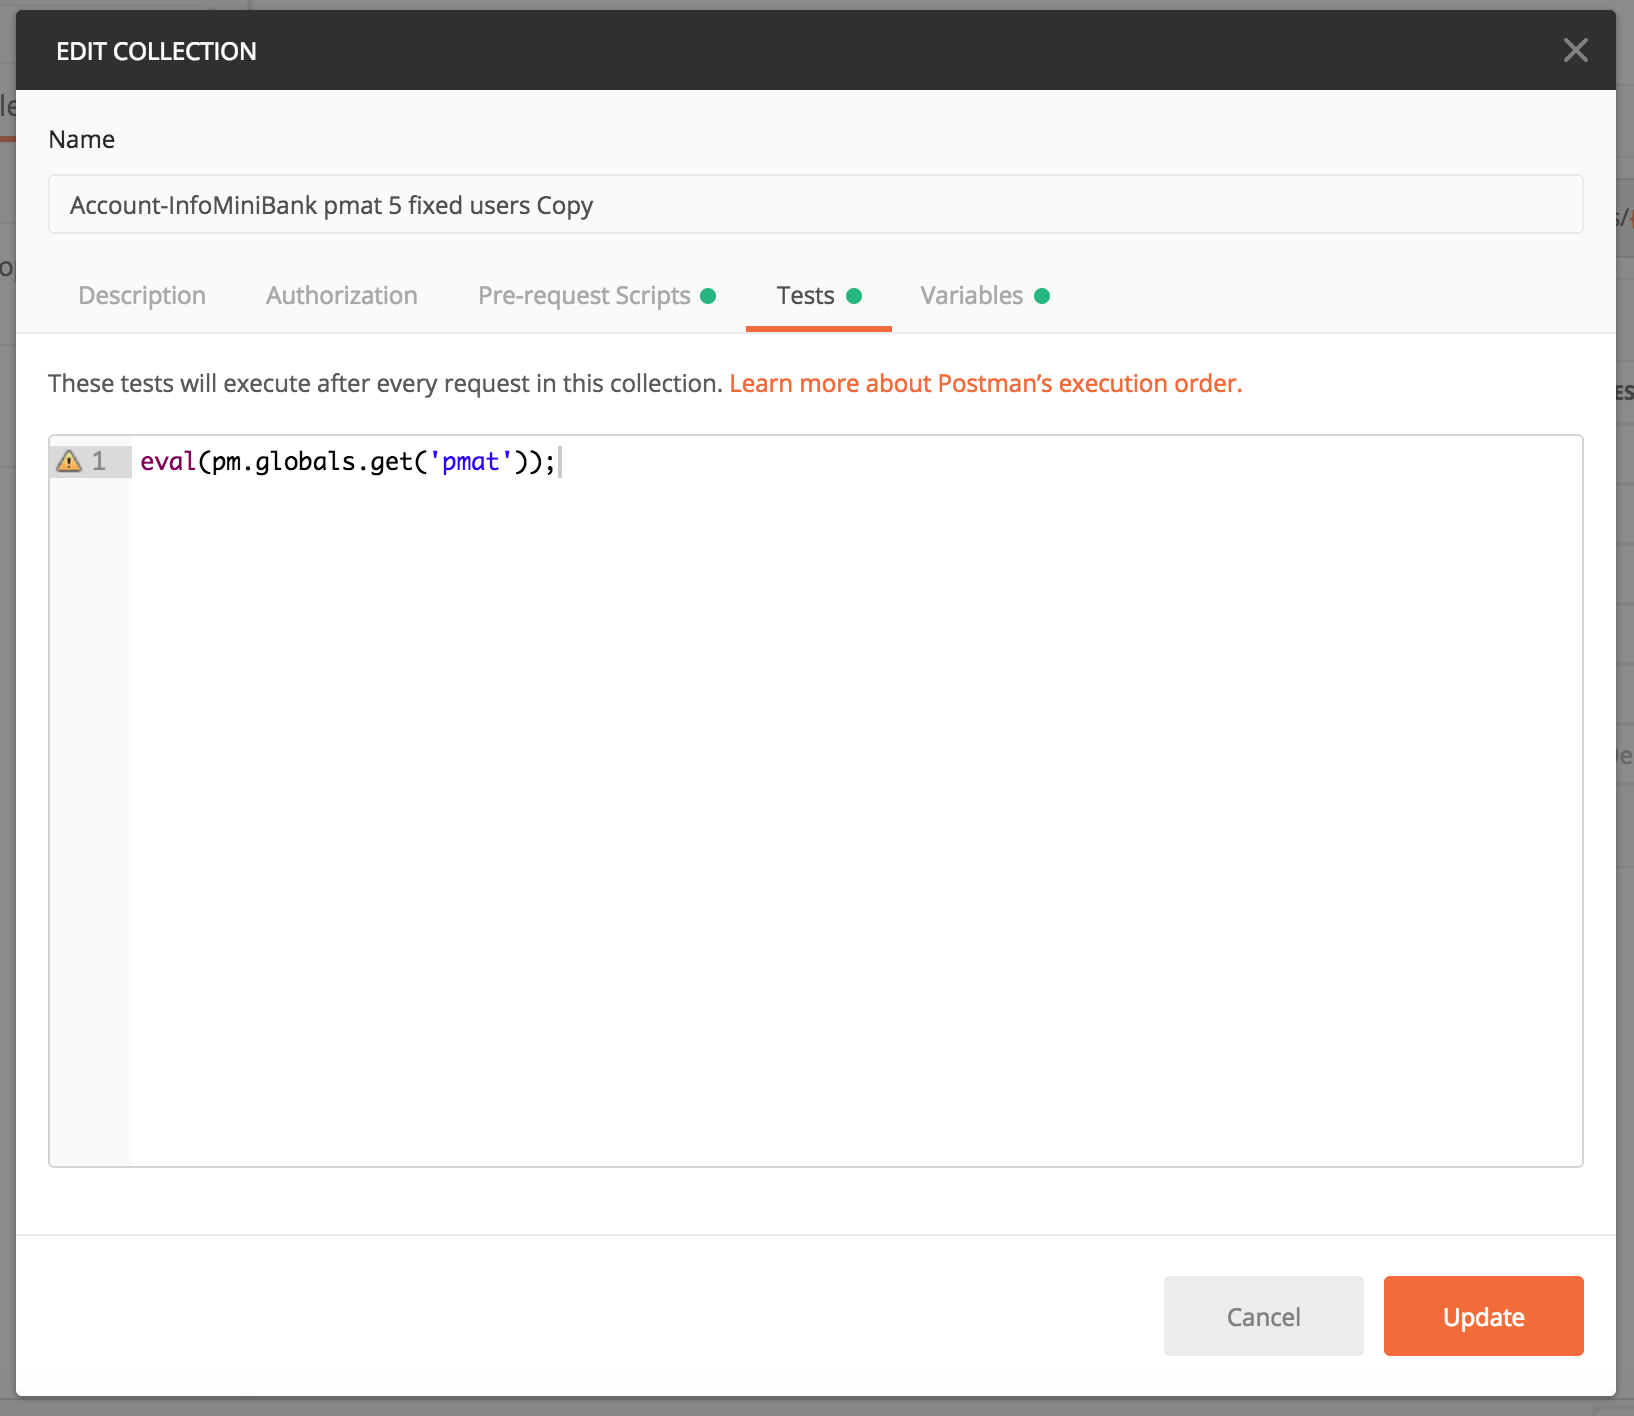 EDIT COLLECTION
Name
Account-InfoMiniBank pmat 5 fixed users Copy
Description Authorization Pre-request Scripts Tests Variables
These tests will execute after every request in this collection. Learn more about Postman’s execution order.
1 eval(pm.globals.get('pmat'));
Cancel Update